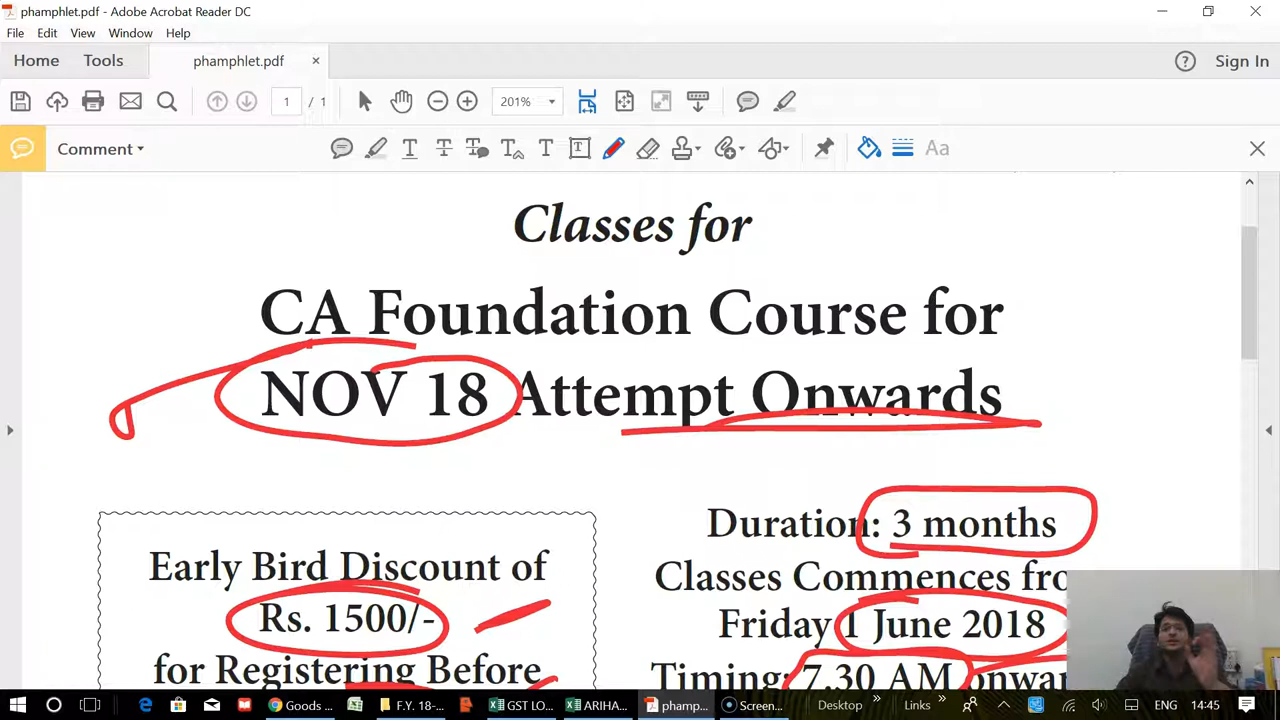 phamphlet.pdf - Adobe Acrobat Reader DC
File Edit View Window Help
Home Tools phamphlet.pdf × Sign In
1 / 1 201%
Comment
Classes for
CA Foundation Course for
NOV 18 Attempt Onwards
Early Bird Discount of
Rs. 1500/-
for Registering Before
Duration: 3 months
Classes Commences fro
Friday 1 June 2018
Timing: 7.30 AM onwar
Goods ... F.Y. 18-... GST LO... ARIHA... phamp... Screen... Desktop Links ENG 14:45